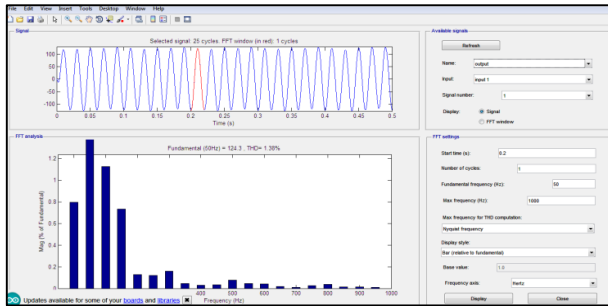 File Edit View Insert Tools Desktop Window Help
Signal
Selected signal: 25 cycles. FFT window (in red): 1 cycles
100
50
0
-50
-100
0 0.05 0.1 0.15 0.2 0.25 0.3 0.35 0.4 0.45 0.5
Time (s)
FFT analysis
Fundamental (50Hz) = 124.3 , THD= 1.39%
Mag (% of Fundamental)
1.2
1
0.8
0.6
0.4
0.2
0
400 500 600 700 800 900 1000
Frequency (Hz)
Updates available for some of your boards and libraries
Available signals
Refresh
Name: output
Input: input 1
Signal number: 1
Display: Signal
FFT window
FFT settings
Start time (s): 0.2
Number of cycles: 1
Fundamental frequency (Hz): 50
Max frequency (Hz): 1000
Max frequency for THD computation:
Nyquist frequency
Display style:
Bar (relative to fundamental)
Base value: 1.0
Frequency axis: Hertz
Display Close